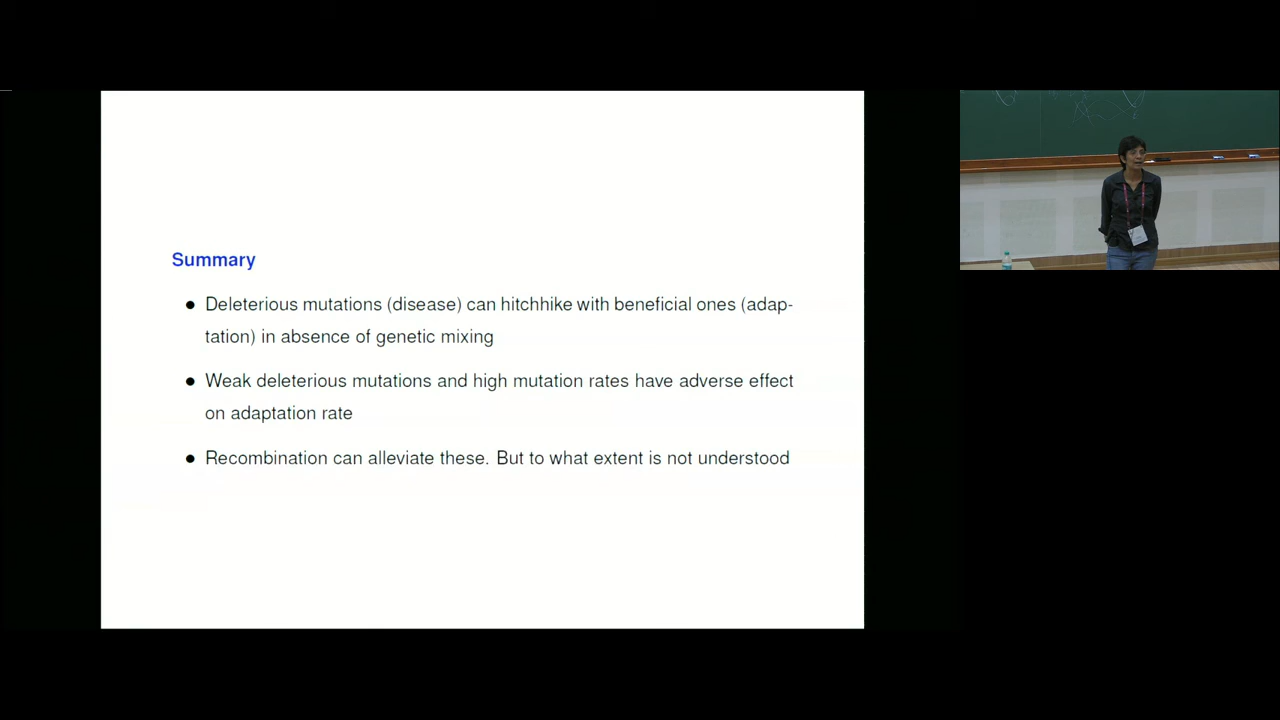 Summary
● Deleterious mutations (disease) can hitchhike with beneficial ones (adap-
tation) in absence of genetic mixing
● Weak deleterious mutations and high mutation rates have adverse effect
on adaptation rate
● Recombination can alleviate these. But to what extent is not understood